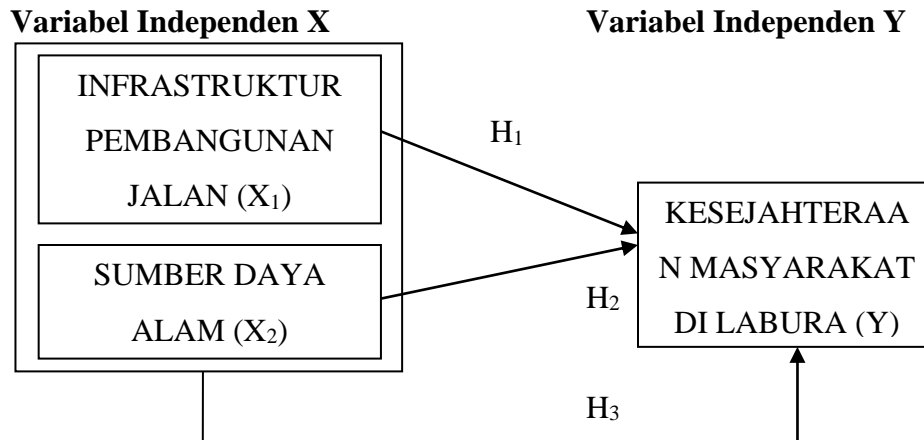 Variabel Independen X
Variabel Independen Y
INFRASTRUKTUR
PEMBANGUNAN
JALAN (X₁)
H₁
SUMBER DAYA
ALAM (X₂)
H₂
KESEJAHTERAA
N MASYARAKAT
DI LABURA (Y)
H₃